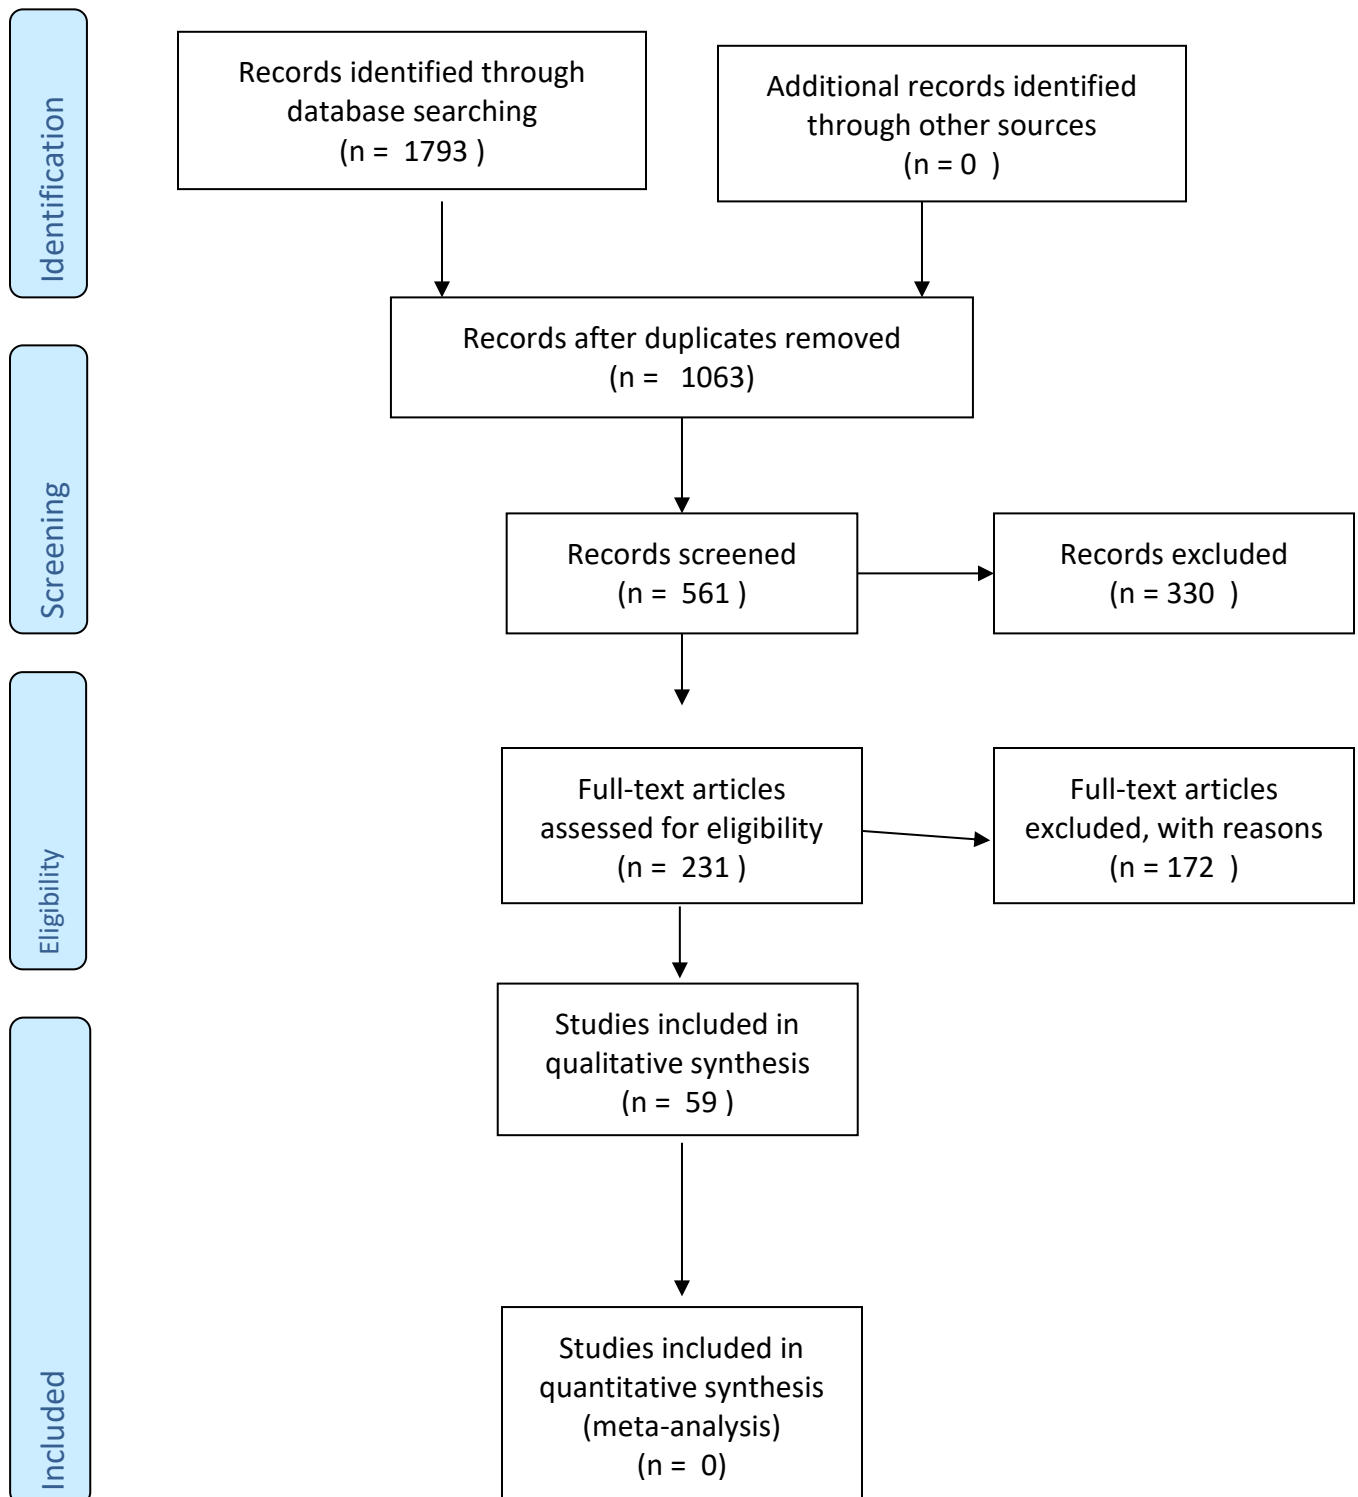 Identification
Records identified through
database searching
(n =  1793 )
Additional records identified
through other sources
(n = 0  )
Records after duplicates removed
(n =   1063)
Screening
Records screened
(n =  561 )
Records excluded
(n = 330  )
Eligibility
Full-text articles
assessed for eligibility
(n =  231 )
Full-text articles
excluded, with reasons
(n = 172  )
Included
Studies included in
qualitative synthesis
(n =  59 )
Studies included in
quantitative synthesis
(meta-analysis)
(n =  0)